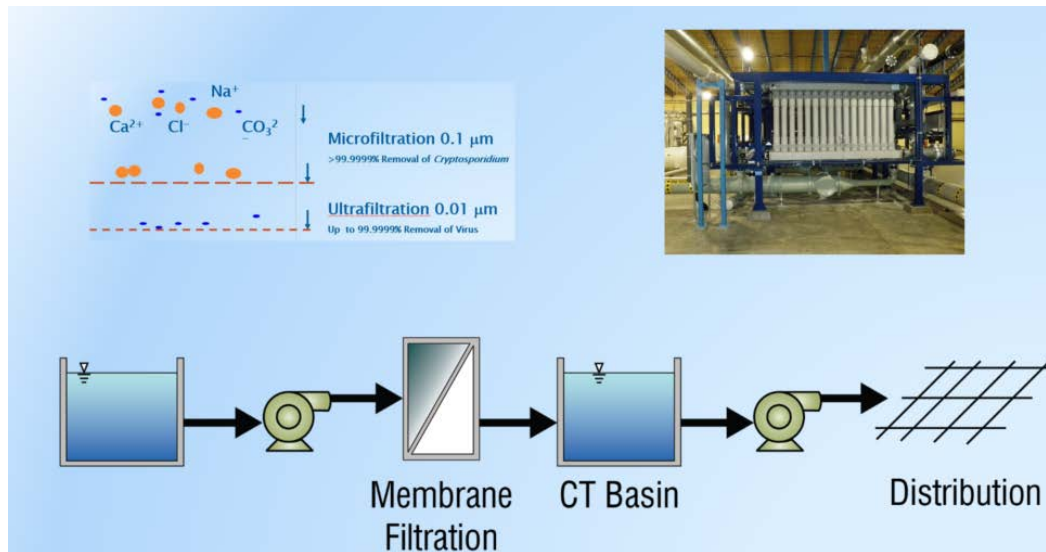 Na⁺
Ca²⁺ Cl⁻ CO₃²
–
Microfiltration 0.1 μm
>99.9999% Removal of Cryptosporidium
Ultrafiltration 0.01 μm
Up to 99.9999% Removal of Virus
Membrane
Filtration
CT Basin
Distribution